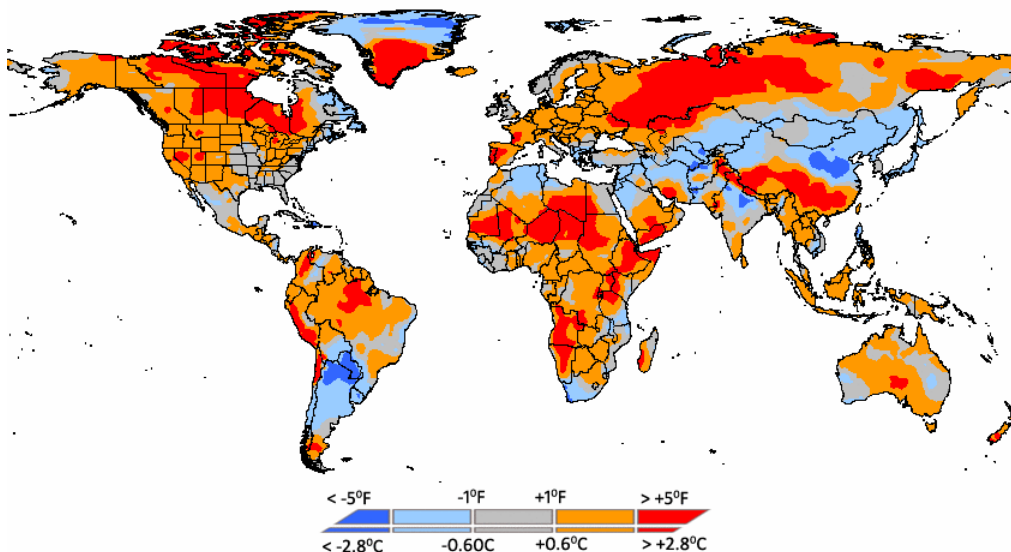 < -5⁰F -1⁰F +1⁰F > +5⁰F
< -2.8⁰C -0.60C +0.6⁰C > +2.8⁰C